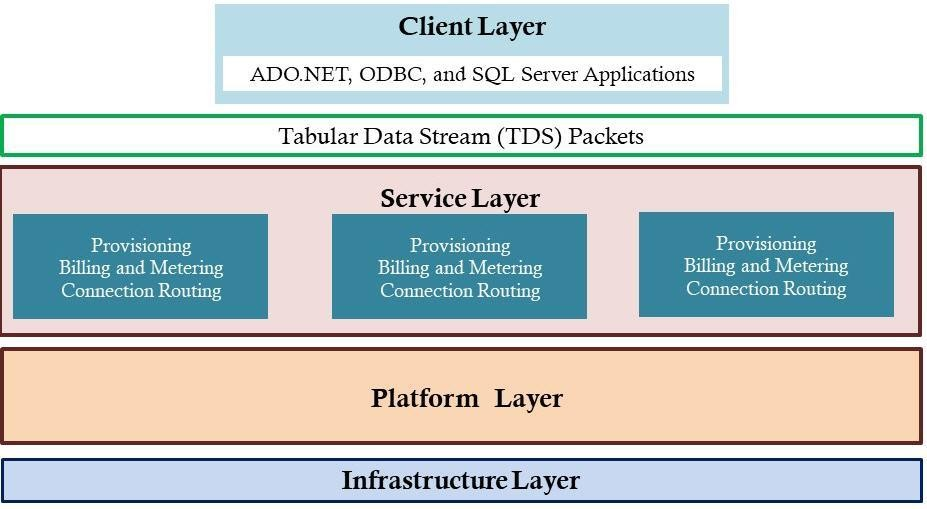 Client Layer
ADO.NET, ODBC, and SQL Server Applications
Tabular Data Stream (TDS) Packets
Service Layer
Provisioning
Billing and Metering
Connection Routing
Provisioning
Billing and Metering
Connection Routing
Provisioning
Billing and Metering
Connection Routing
Platform Layer
Infrastructure Layer